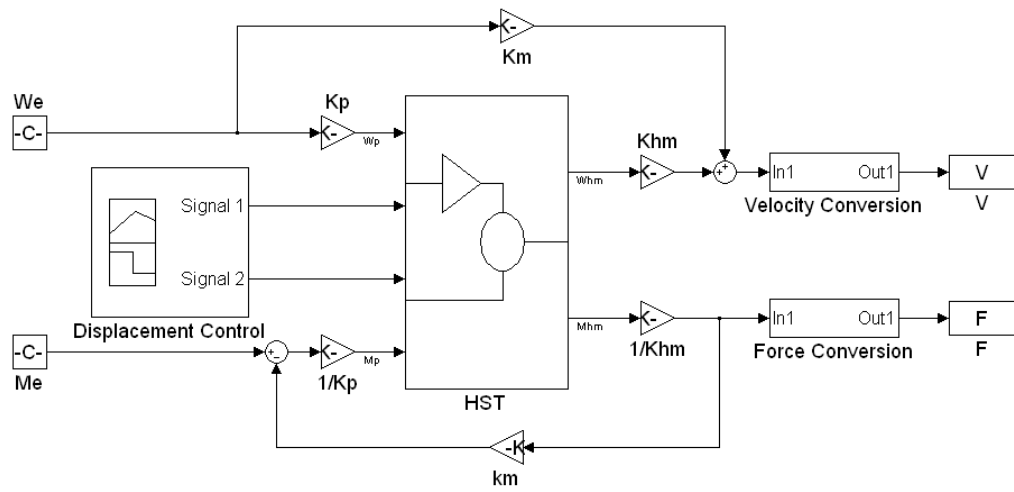 K-
Km
We
-C-
Kp
K-
Wp
Khm
K-
Whm
+
+
In1 Out1
Velocity Conversion
V
V
Signal 1
Signal 2
Displacement Control
-C-
Me
+
−
K-
1/Kp
Mp
HST
Mhm
K-
1/Khm
In1 Out1
Force Conversion
F
F
-K
km